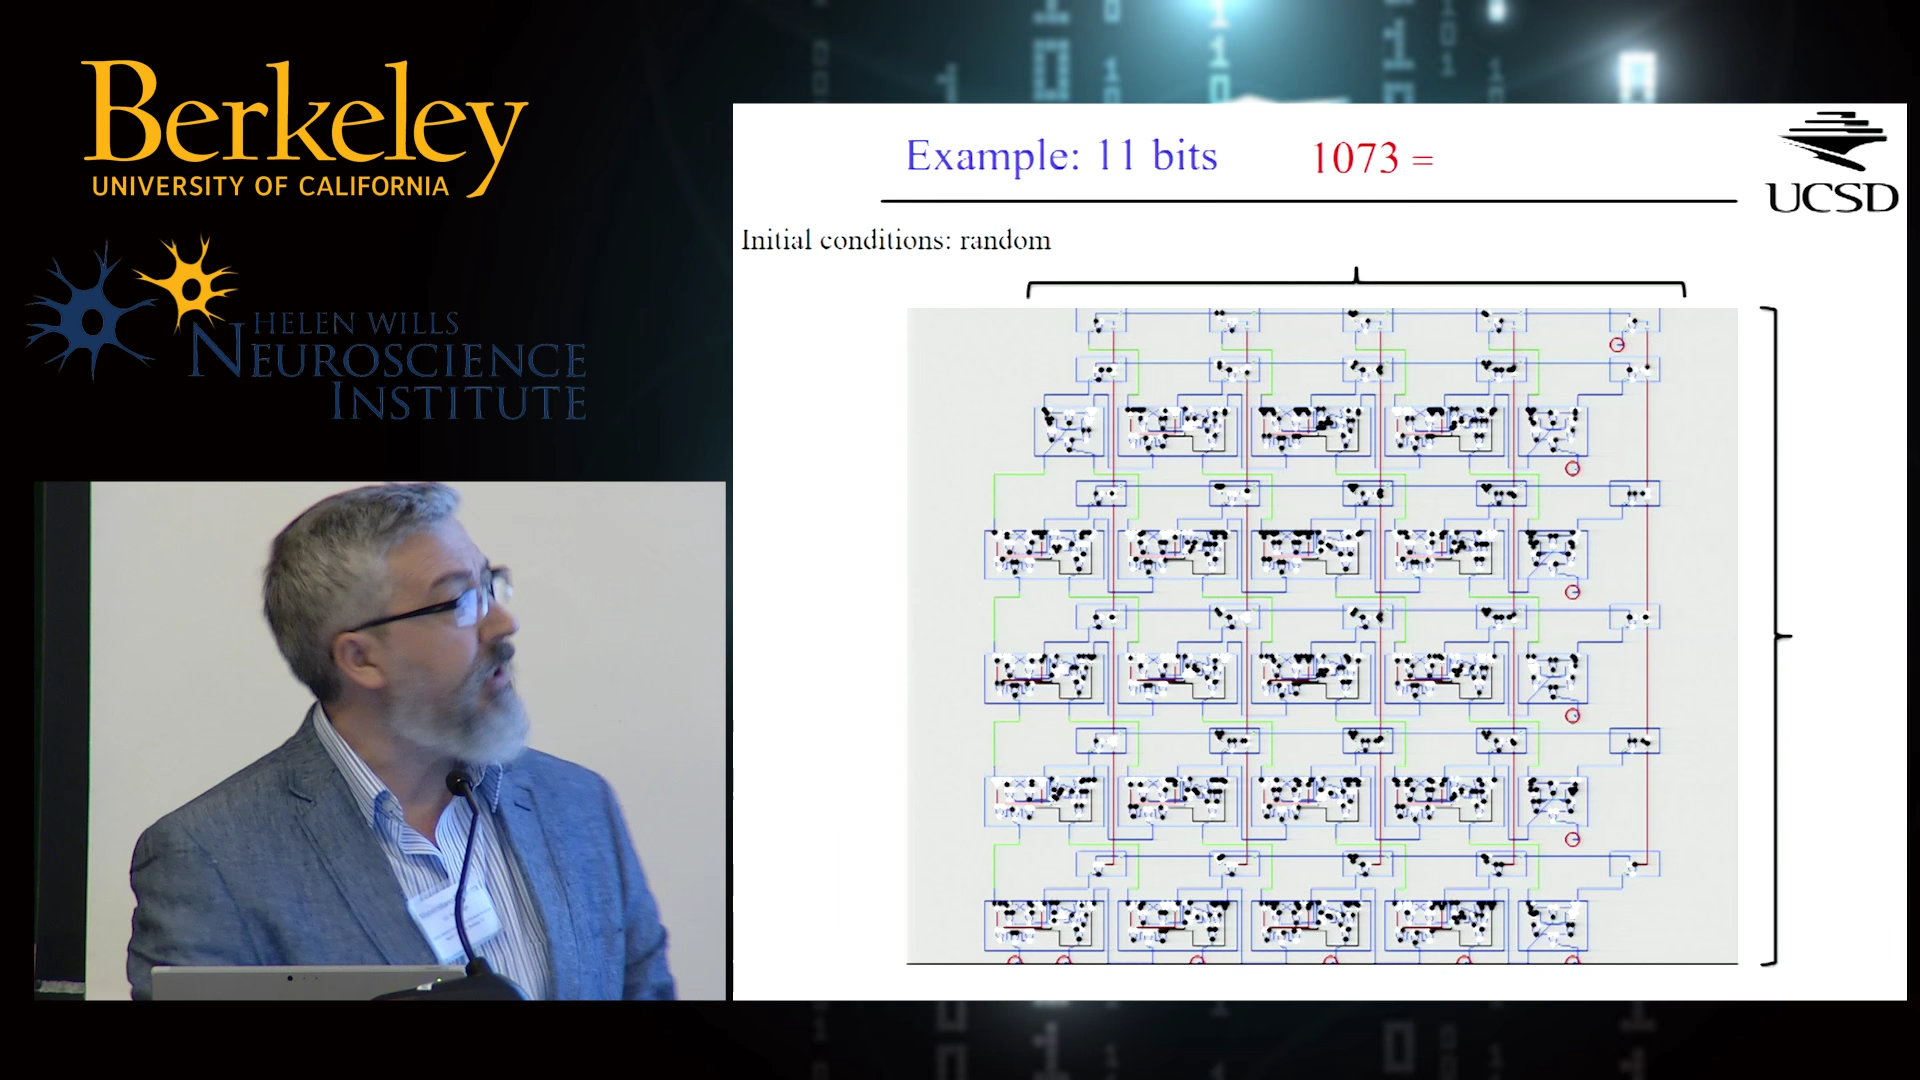 Berkeley
UNIVERSITY OF CALIFORNIA
HELEN WILLS
NEUROSCIENCE
INSTITUTE
Example: 11 bits 1073 =
UCSD
Initial conditions: random